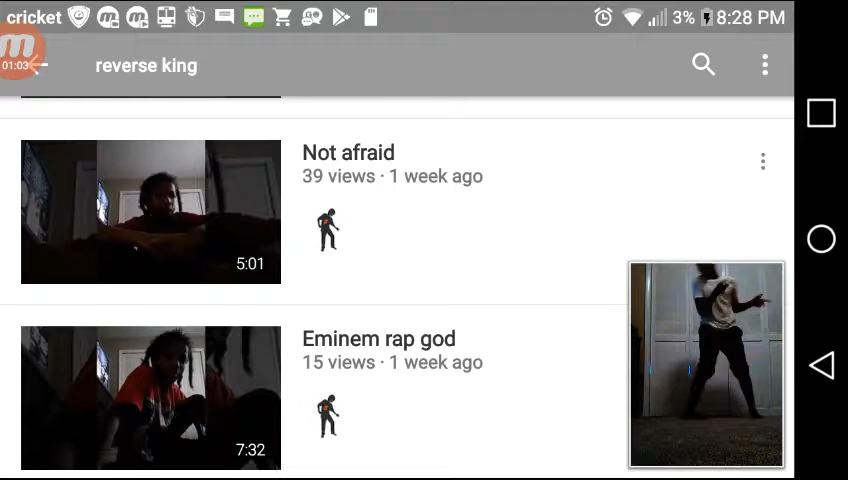 cricket 3% 8:28 PM
01:03
reverse king
Not afraid
39 views · 1 week ago
5:01
Eminem rap god
15 views · 1 week ago
7:32